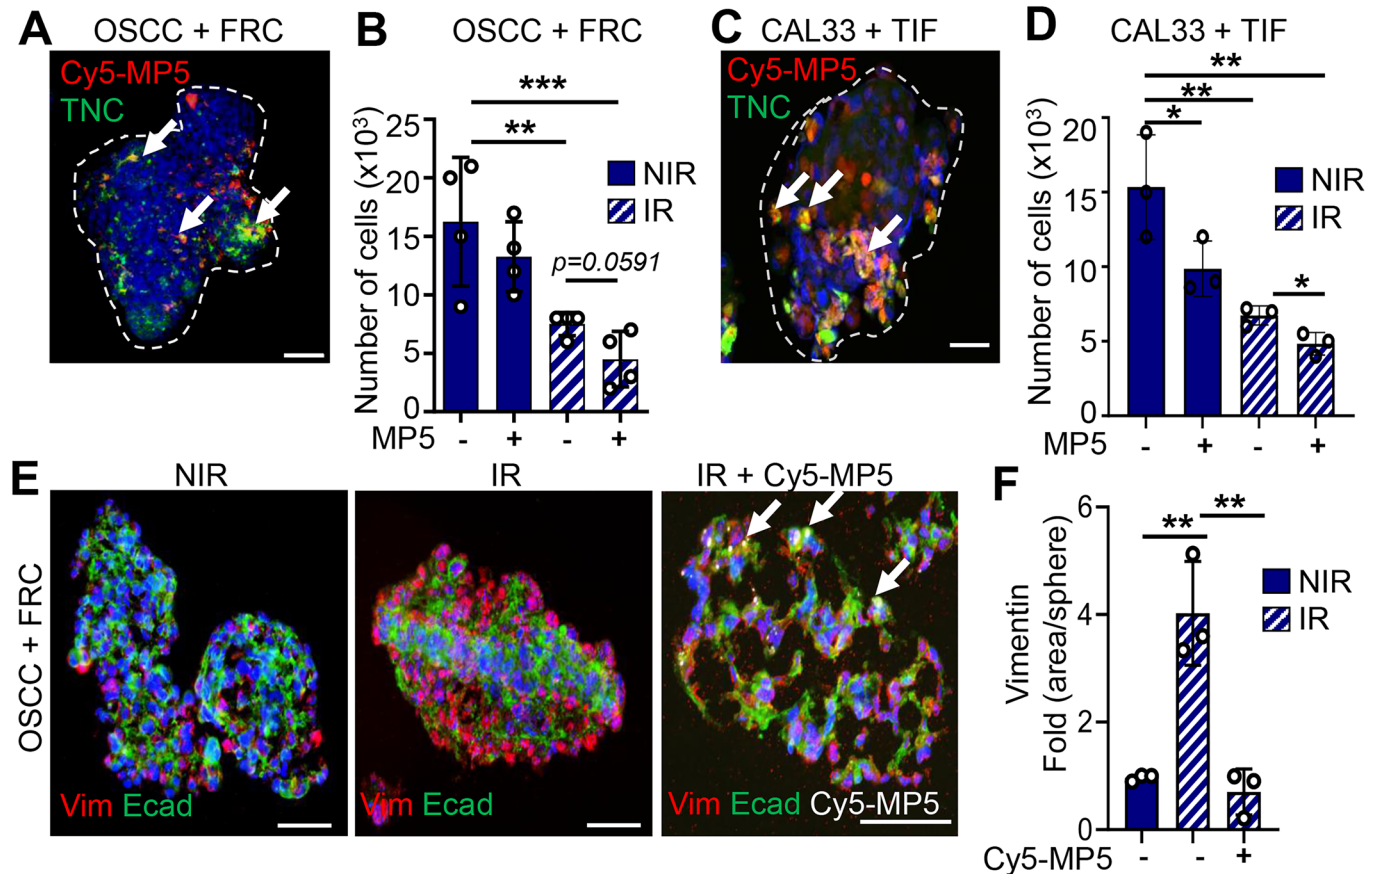 A
OSCC + FRC
Cy5-MP5
TNC
B
OSCC + FRC
***
**
p=0.0591
Number of cells (x10³)
25
20
15
10
5
0
NIR
IR
MP5 - + - +
C
CAL33 + TIF
Cy5-MP5
TNC
D
CAL33 + TIF
**
**
*
*
Number of cells (x10³)
20
15
10
5
0
NIR
IR
MP5 - + - +
E
OSCC + FRC
NIR
IR
IR + Cy5-MP5
Vim Ecad
Vim Ecad
Vim Ecad Cy5-MP5
F
**
**
Vimentin
Fold (area/sphere)
6
4
2
0
NIR
IR
Cy5-MP5 - - +